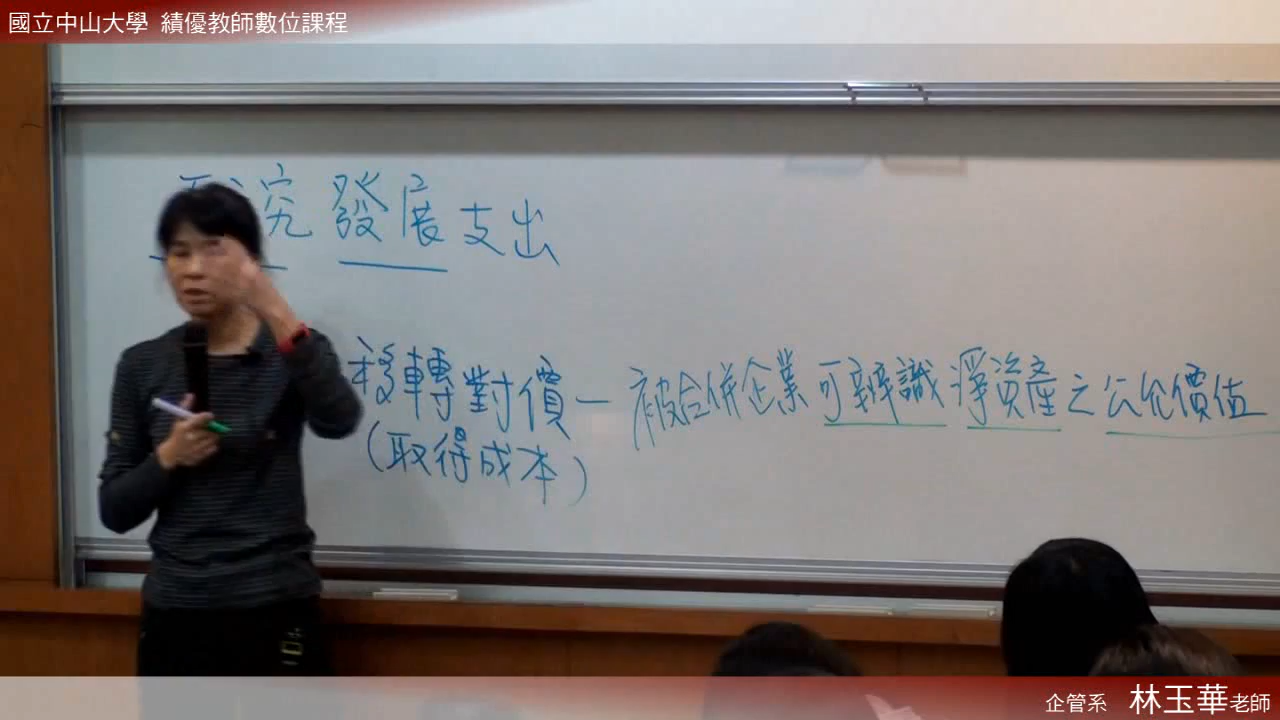 國立中山大學 績優教師數位課程
究發展支出
移轉對價－被合併企業可辨識淨資產之公允價值
(取得成本)
企管系 林玉華老師